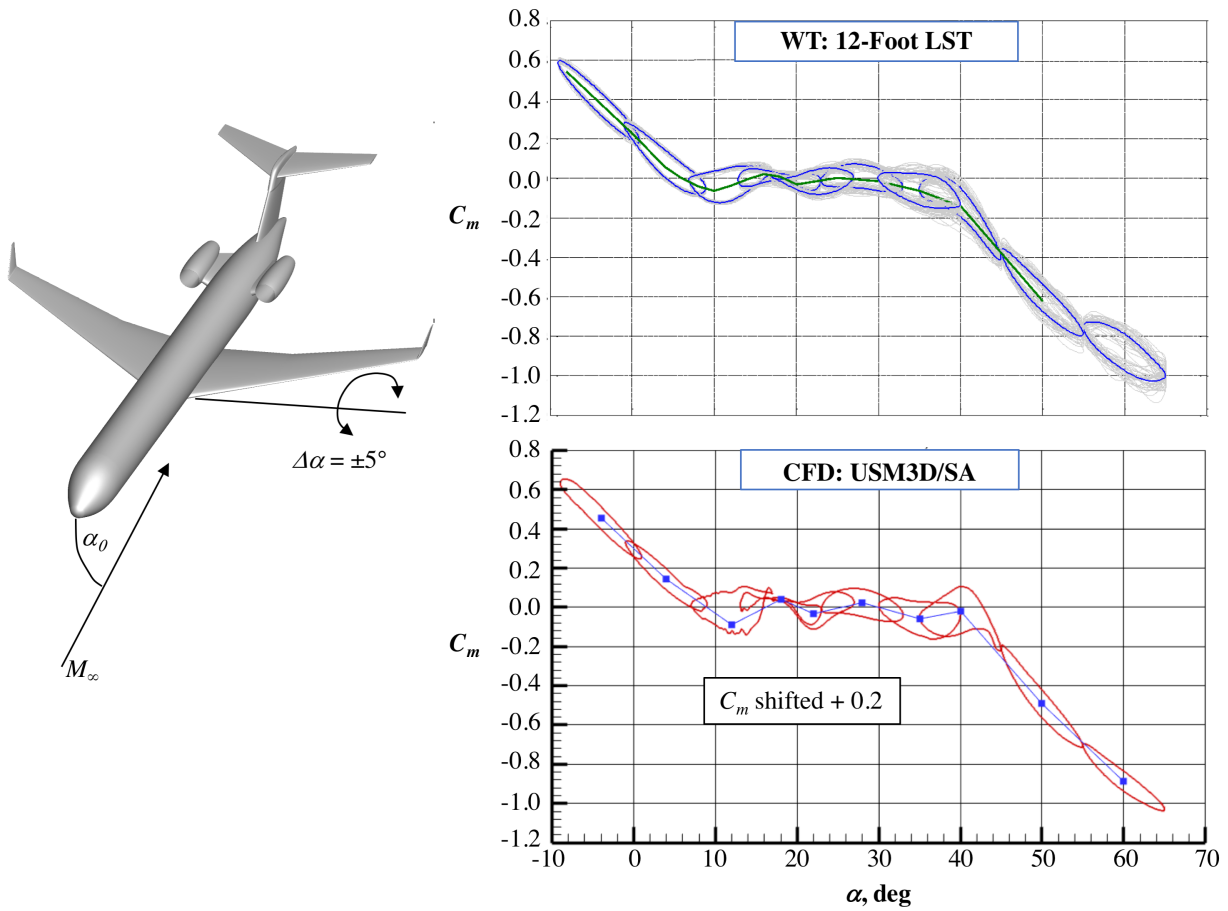 Δα = ±5°
α0
M∞
WT: 12-Foot LST
0.8
0.6
0.4
0.2
0.0
-0.2
-0.4
-0.6
-0.8
-1.0
-1.2
Cm
CFD: USM3D/SA
0.8
0.6
0.4
0.2
0.0
-0.2
-0.4
-0.6
-0.8
-1.0
-1.2
Cm
Cm shifted + 0.2
-10 0 10 20 30 40 50 60 70
α, deg